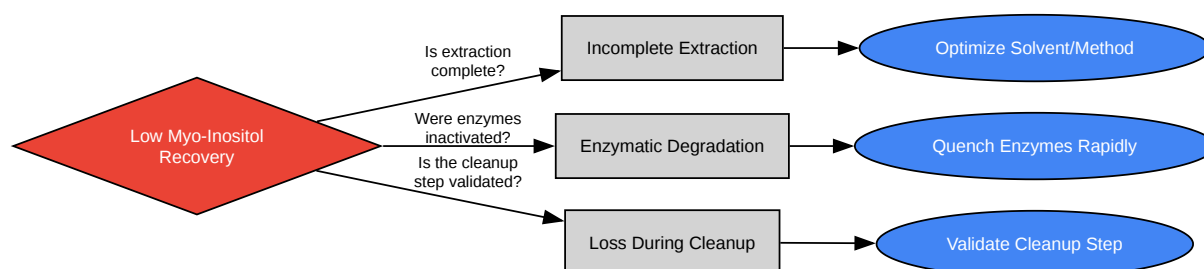 Low Myo-Inositol
Recovery
Is extraction
complete?
Incomplete Extraction
Optimize Solvent/Method
Were enzymes
inactivated?
Enzymatic Degradation
Quench Enzymes Rapidly
Is the cleanup
step validated?
Loss During Cleanup
Validate Cleanup Step